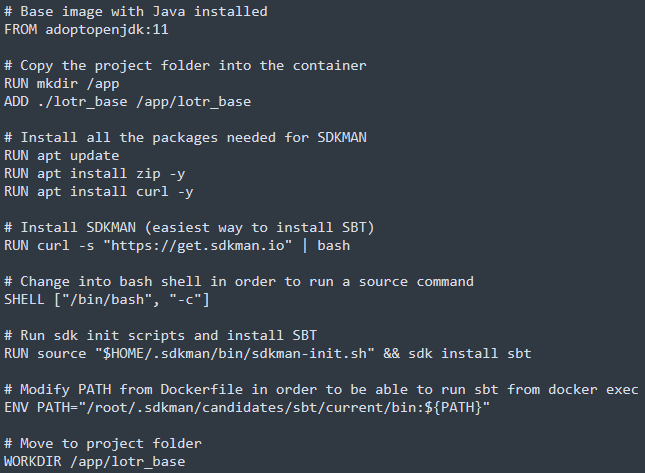 # Base image with Java installed
FROM adoptopenjdk:11
# Copy the project folder into the container
RUN mkdir /app
ADD ./lotr_base /app/lotr_base
# Install all the packages needed for SDKMAN
RUN apt update
RUN apt install zip -y
RUN apt install curl -y
# Install SDKMAN (easiest way to install SBT)
RUN curl -s "https://get.sdkman.io" | bash
# Change into bash shell in order to run a source command
SHELL ["/bin/bash", "-c"]
# Run sdk init scripts and install SBT
RUN source "$HOME/.sdkman/bin/sdkman-init.sh" && sdk install sbt
# Modify PATH from Dockerfile in order to be able to run sbt from docker exec
ENV PATH="/root/.sdkman/candidates/sbt/current/bin:${PATH}"
# Move to project folder
WORKDIR /app/lotr_base